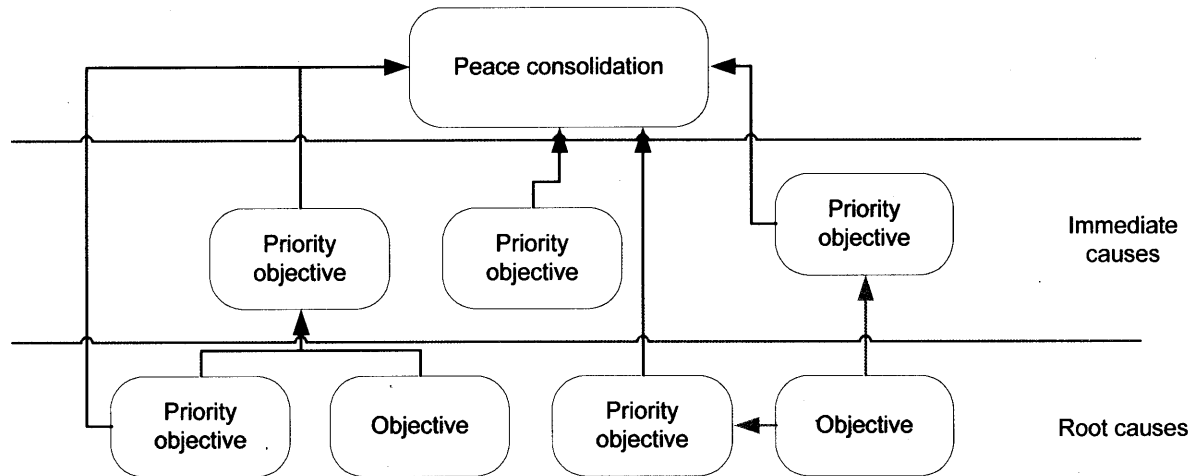 Peace consolidation
Priority
objective
Priority
objective
Priority
objective
Immediate
causes
Priority
objective
Objective
Priority
objective
Objective
Root causes